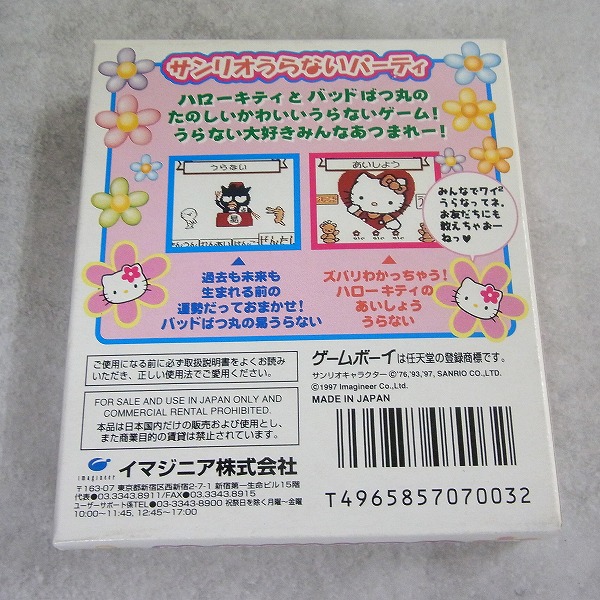 サンリオうらないパーティ
ハローキティとバッドばつ丸の
たのしいかわいいうらないゲーム!
うらない大好きみんなあつまれー!
うらない
あいしょう
みんなでワイ²
うらなってネ。
お友だちにも
教えちゃおー
ねっ♥
過去も未来も
生まれる前の
運勢だっておまかせ!
バッドばつ丸の易うらない
ズバリわかっちゃう!
ハローキティの
あいしょう
うらない
ご使用になる前に必ず取扱説明書をよくお読み
いただき、正しい使用法でご愛用ください。
FOR SALE AND USE IN JAPAN ONLY AND
COMMERCIAL RENTAL PROHIBITED.
本品は日本国内だけの販売および使用とし、
また商業目的の賃貸は禁止されています。
ゲームボーイは任天堂の登録商標です。
サンリオキャラクター ©'76,'93,'97, SANRIO CO.,LTD.
©1997 Imagineer Co.,Ltd.
MADE IN JAPAN
imagineer
イマジニア株式会社
〒163-07 東京都新宿区西新宿2-7-1 新宿第一生命ビル15階
代表●03.3343.8911/FAX●03.3343.8915
ユーザーサポート係TEL●03-3343-8900 祝祭日を除く月曜〜金曜
10:00〜11:45, 12:45〜17:00
T4965857070032